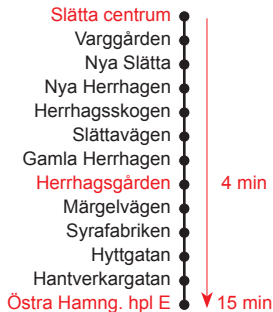 Slätta centrum
Varggården
Nya Slätta
Nya Herrhagen
Herrhagsskogen
Slättavägen
Gamla Herrhagen
Herrhagsgården 4 min
Märgelvägen
Syrafabriken
Hyttgatan
Hantverkargatan
Östra Hamng. hpl E 15 min